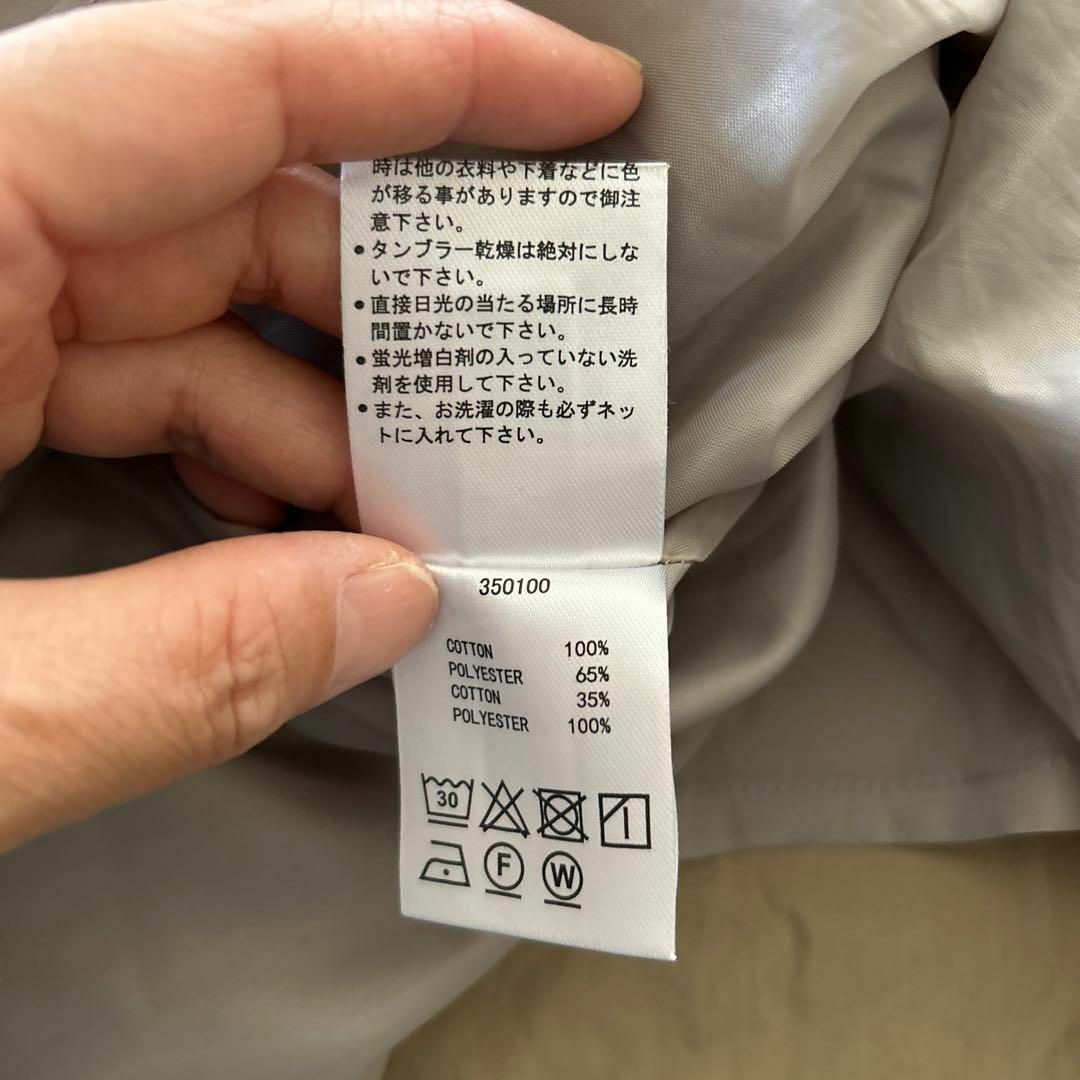 時は他の衣料や下着などに色
が移る事がありますので御注
意下さい。
●タンブラー乾燥は絶対にしな
いで下さい。
●直接日光の当たる場所に長時
間置かないで下さい。
●蛍光増白剤の入っていない洗
剤を使用して下さい。
●また、お洗濯の際も必ずネッ
トに入れて下さい。
350100
COTTON 100%
POLYESTER 65%
COTTON 35%
POLYESTER 100%
30
F W